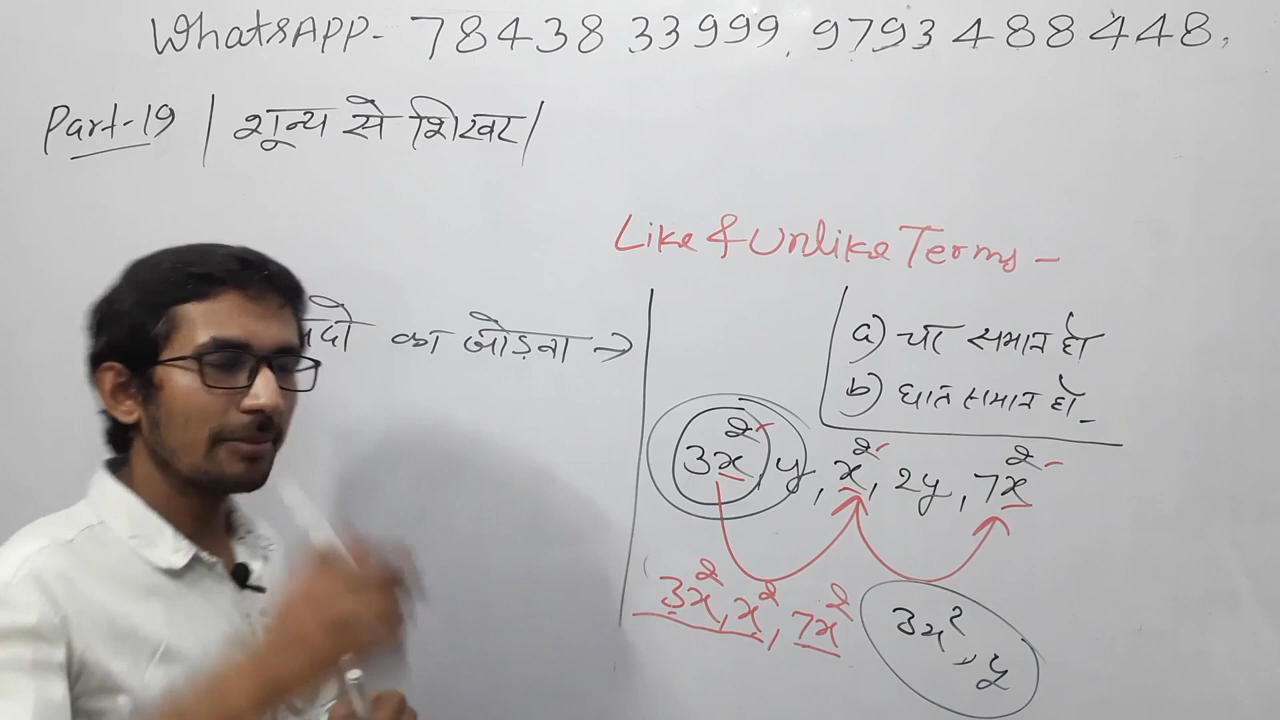 WhatsAPP- 7843833999, 9793488448,
Part-19 | शून्य से शिखर |
Like & Unlike Terms -
का जोड़ना →
a) चर समान हो
b) घात समान हो -
3x², y, x², 2y, 7x²
3x², x², 7x²
3x², y